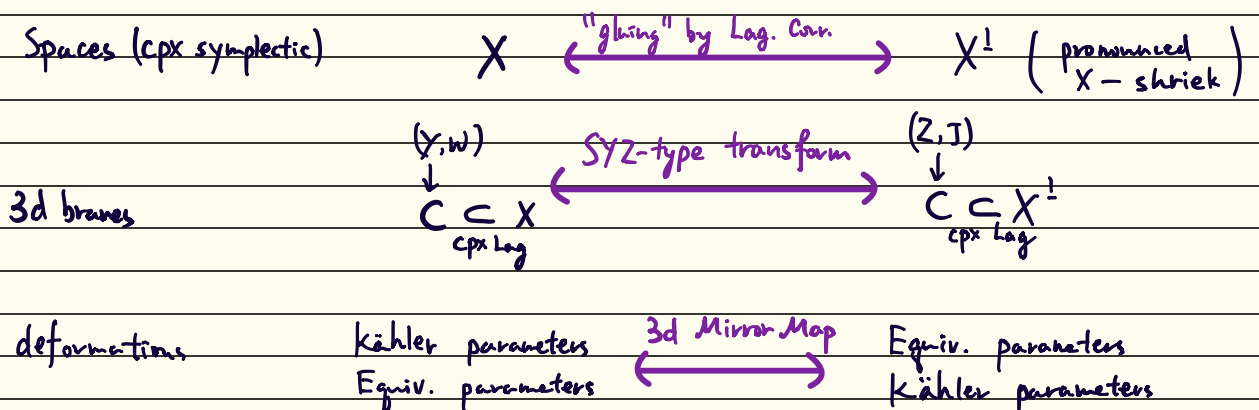 Spaces (cpx symplectic) X "gluing" by Lag. Corr. X! (pronounced X - shriek)
(Y,W) SYZ-type transform (Z,J)
3d branes C ⊂ X C ⊂ X!
cpx Lag cpx Lag
deformations Kähler parameters 3d Mirror Map Equiv. parameters
Equiv. parameters Kähler parameters